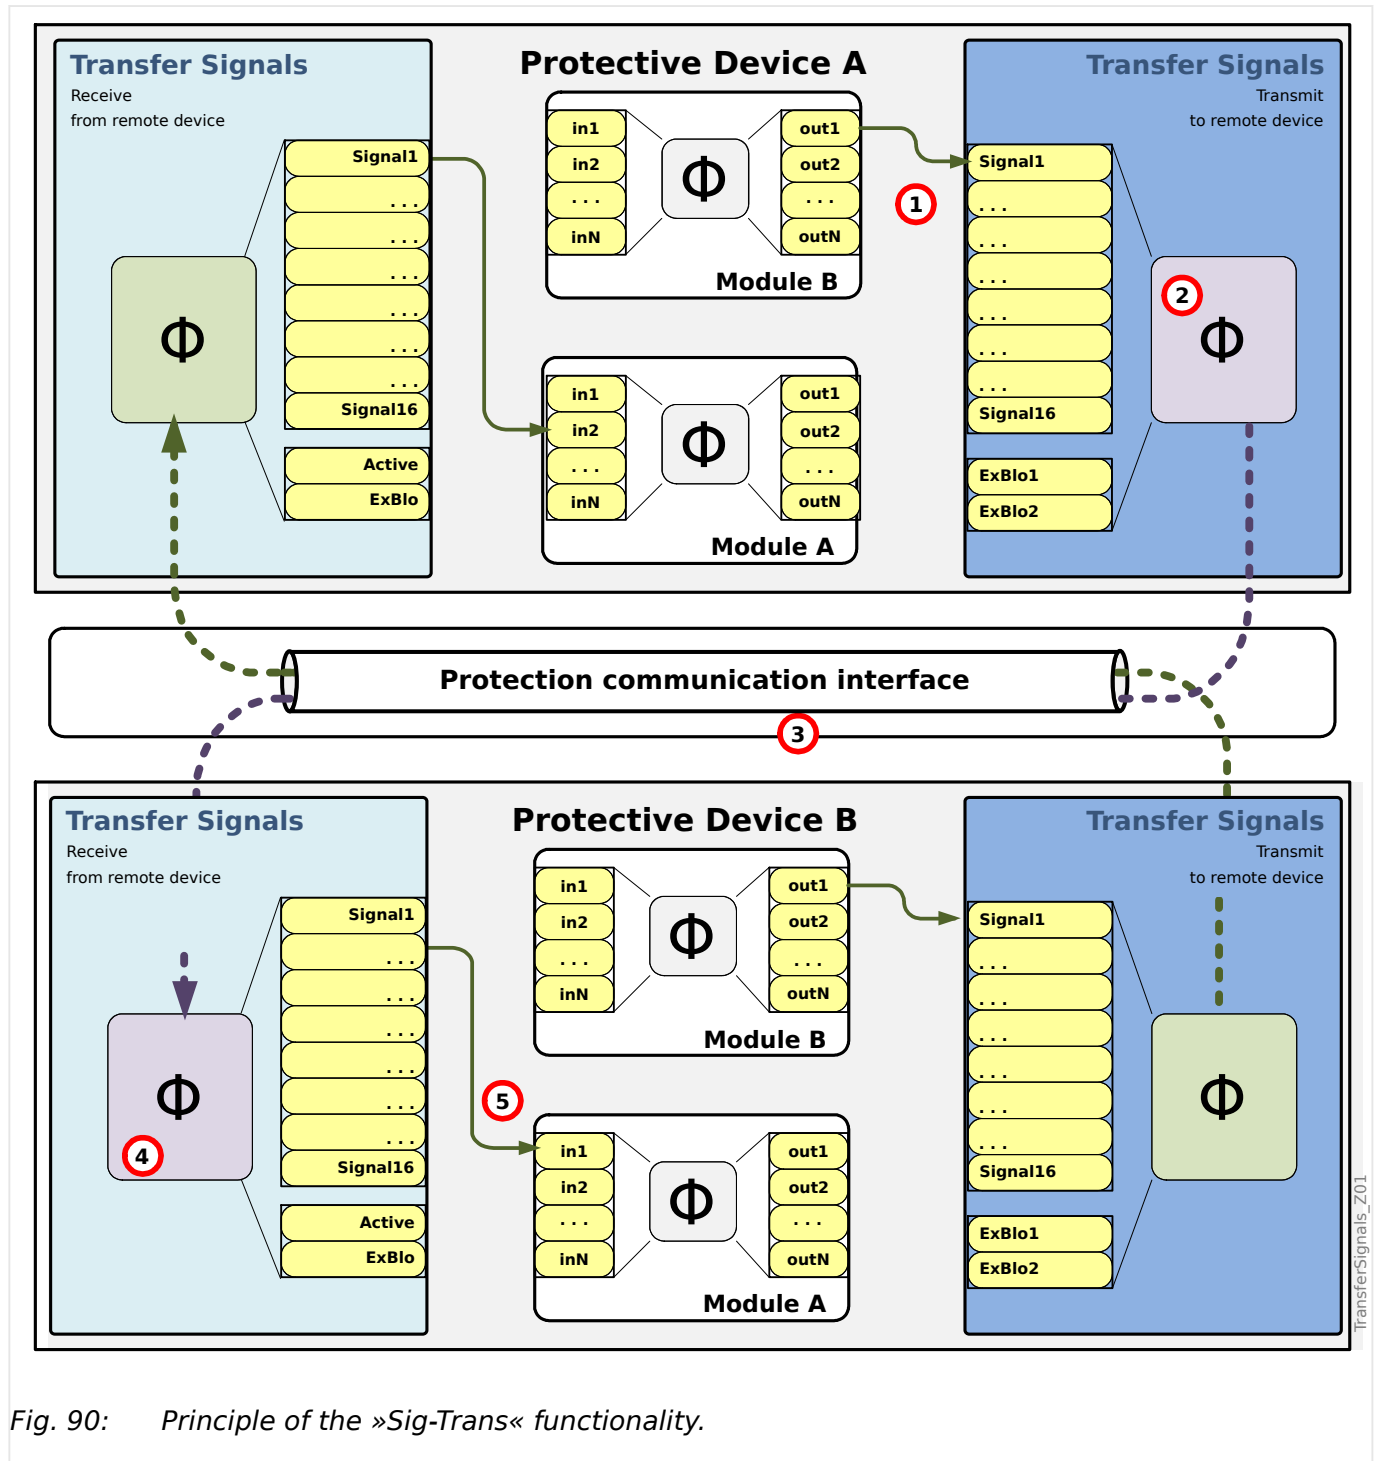 Protective Device A
Transfer Signals
Receive
from remote device
Signal1
. . .
. . .
. . .
. . .
. . .
. . .
Signal16
Active
ExBlo
Φ
in1
in2
. . .
inN
Φ
out1
out2
. . .
outN
Module B
in1
in2
. . .
inN
Φ
out1
out2
. . .
outN
Module A
1
Transfer Signals
Transmit
to remote device
Signal1
. . .
. . .
. . .
. . .
. . .
. . .
Signal16
ExBlo1
ExBlo2
2
Φ
Protection communication interface
3
Protective Device B
Transfer Signals
Receive
from remote device
Signal1
. . .
. . .
. . .
. . .
. . .
. . .
Signal16
Active
ExBlo
Φ
4
5
in1
in2
. . .
inN
Φ
out1
out2
. . .
outN
Module B
in1
in2
. . .
inN
Φ
out1
out2
. . .
outN
Module A
Transfer Signals
Transmit
to remote device
Signal1
. . .
. . .
. . .
. . .
. . .
. . .
Signal16
ExBlo1
ExBlo2
Φ
TransferSignals_Z01
Fig. 90: Principle of the »Sig-Trans« functionality.